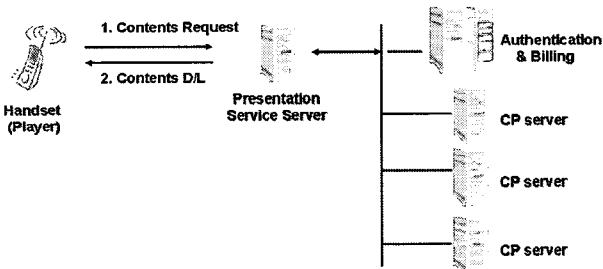 1. Contents Request
2. Contents D/L
Handset
(Player)
Presentation
Service Server
Authentication
& Billing
CP server
CP server
CP server